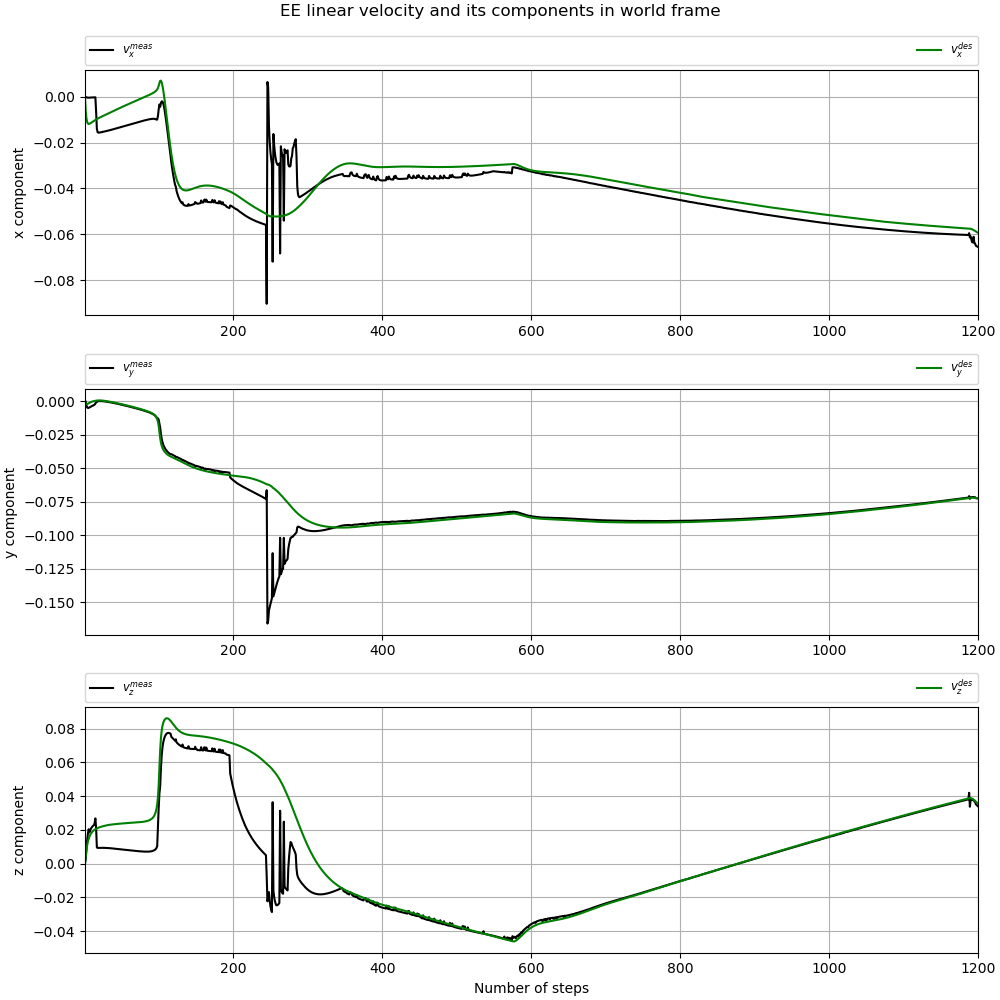 EE linear velocity and its components in world frame
v_x^meas v_x^des
0.00
−0.02
−0.04
−0.06
−0.08
x component
200 400 600 800 1000 1200
v_y^meas v_y^des
0.000
−0.025
−0.050
−0.075
−0.100
−0.125
−0.150
y component
200 400 600 800 1000 1200
v_z^meas v_z^des
0.08
0.06
0.04
0.02
0.00
−0.02
−0.04
z component
200 400 600 800 1000 1200
Number of steps